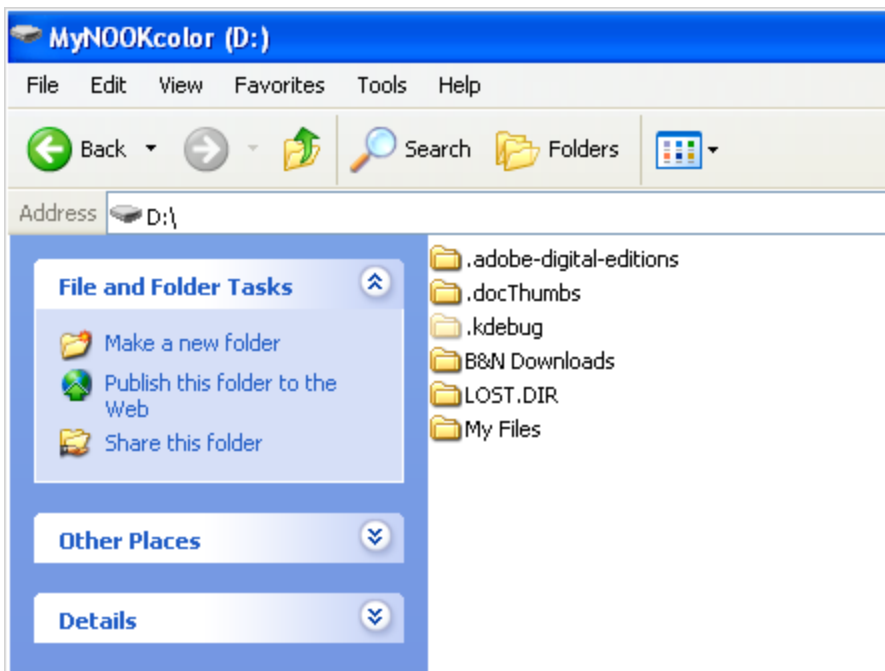 MyNOOKcolor (D:)
File Edit View Favorites Tools Help
Back Search Folders
Address D:\
File and Folder Tasks
Make a new folder
Publish this folder to the
Web
Share this folder
Other Places
Details
.adobe-digital-editions
.docThumbs
.kdebug
B&N Downloads
LOST.DIR
My Files